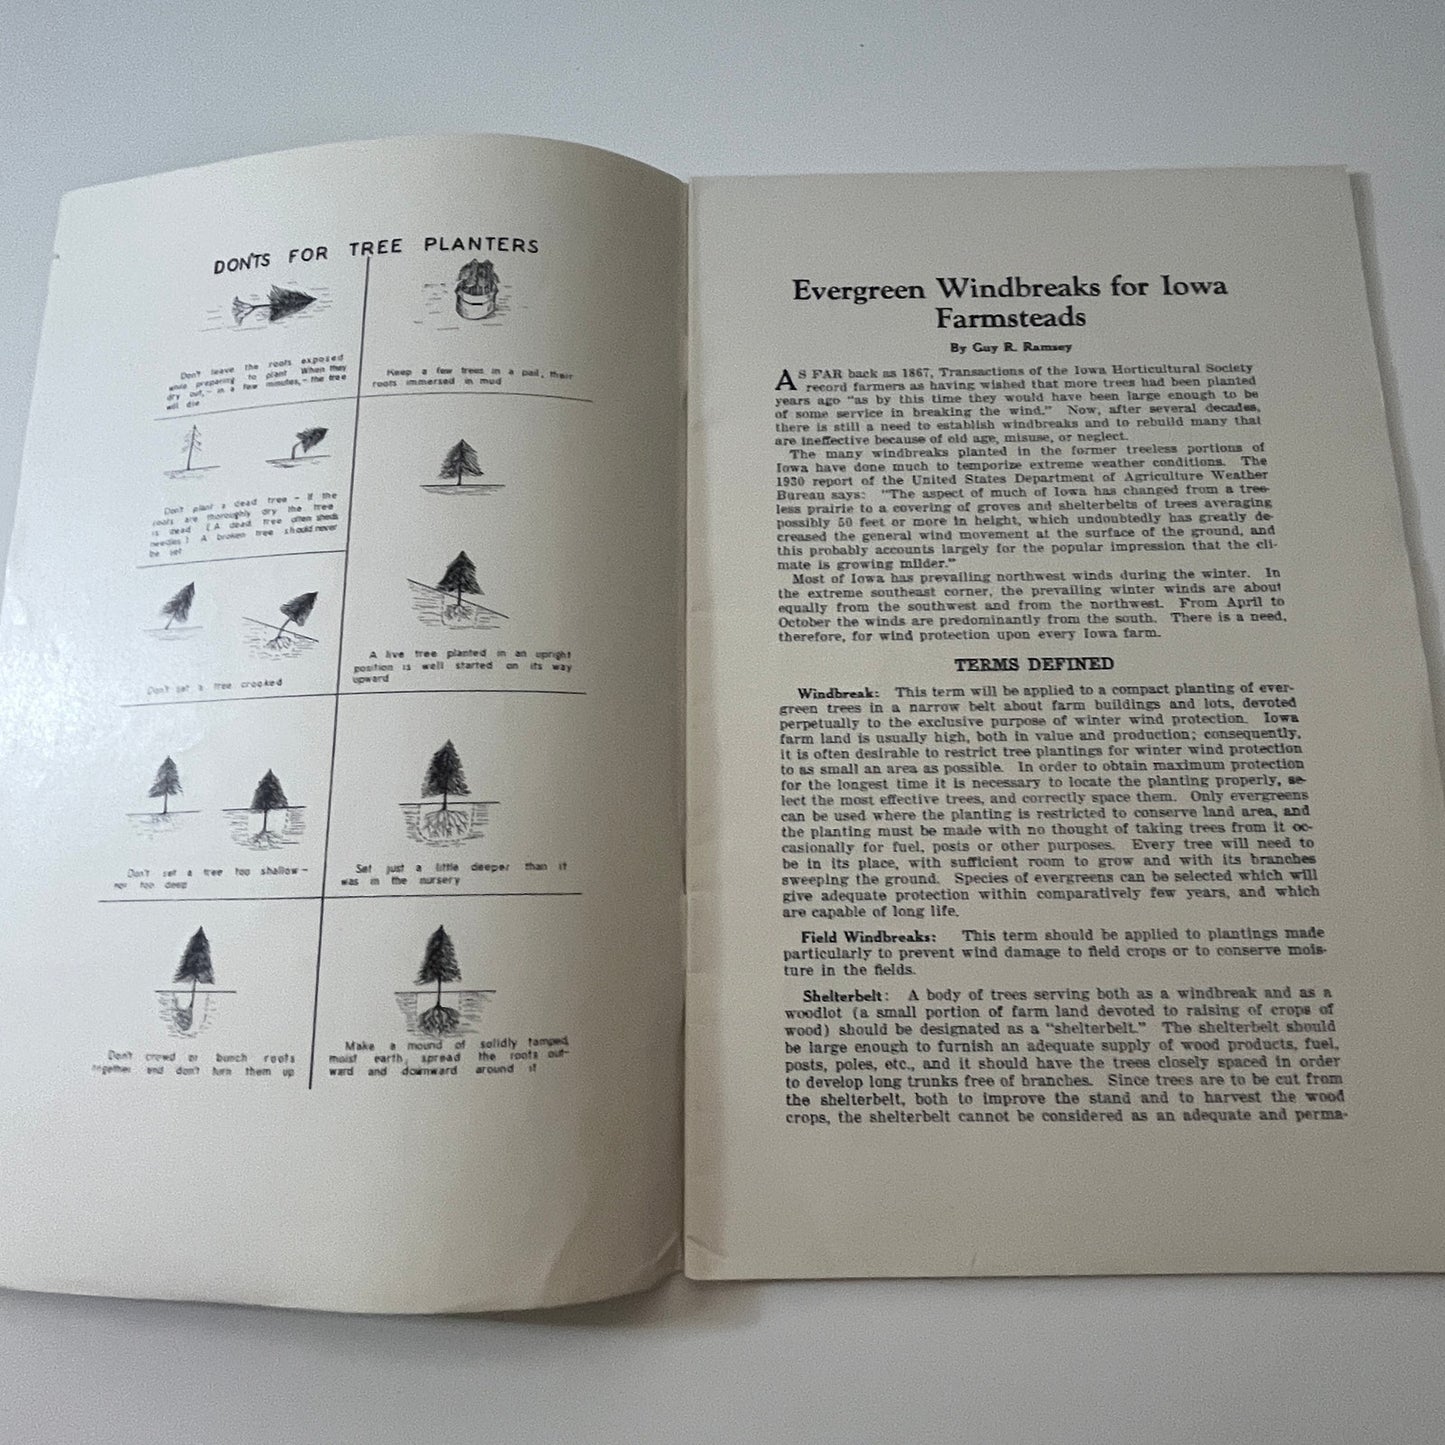 DON'TS FOR TREE PLANTERS
Don't leave the roots exposed
while preparing to plant When they
dry out, - in a few minutes, - the tree
will die
Keep a few trees in a pail, their
roots immersed in mud
Don't plant a dead tree - If the
roots are thoroughly dry the tree
is dead (A dead tree often sheds
needles) A broken tree should never
be set
Don't set a tree crooked
A live tree planted in an upright
position is well started on its way
upward
Don't set a tree too shallow -
nor too deep
Set just a little deeper than it
was in the nursery
Don't crowd or bunch roots
together and don't turn them up
Make a mound of solidly tamped,
moist earth, spread the roots out-
ward and downward around it
Evergreen Windbreaks for Iowa
Farmsteads
By Guy R. Ramsey
AS FAR back as 1867, Transactions of the Iowa Horticultural Society
record farmers as having wished that more trees had been planted
years ago "as by this time they would have been large enough to be
of some service in breaking the wind." Now, after several decades,
there is still a need to establish windbreaks and to rebuild many that
are ineffective because of old age, misuse, or neglect.
The many windbreaks planted in the former treeless portions of
Iowa have done much to temporize extreme weather conditions. The
1930 report of the United States Department of Agriculture Weather
Bureau says: "The aspect of much of Iowa has changed from a tree-
less prairie to a covering of groves and shelterbelts of trees averaging
possibly 50 feet or more in height, which undoubtedly has greatly de-
creased the general wind movement at the surface of the ground, and
this probably accounts largely for the popular impression that the cli-
mate is growing milder."
Most of Iowa has prevailing northwest winds during the winter. In
the extreme southeast corner, the prevailing winter winds are about
equally from the southwest and from the northwest. From April to
October the winds are predominantly from the south. There is a need,
therefore, for wind protection upon every Iowa farm.
TERMS DEFINED
Windbreak: This term will be applied to a compact planting of ever-
green trees in a narrow belt about farm buildings and lots, devoted
perpetually to the exclusive purpose of winter wind protection. Iowa
farm land is usually high, both in value and production; consequently,
it is often desirable to restrict tree plantings for winter wind protection
to as small an area as possible. In order to obtain maximum protection
for the longest time it is necessary to locate the planting properly, se-
lect the most effective trees, and correctly space them. Only evergreens
can be used where the planting is restricted to conserve land area, and
the planting must be made with no thought of taking trees from it oc-
casionally for fuel, posts or other purposes. Every tree will need to
be in its place, with sufficient room to grow and with its branches
sweeping the ground. Species of evergreens can be selected which will
give adequate protection within comparatively few years, and which
are capable of long life.
Field Windbreaks: This term should be applied to plantings made
particularly to prevent wind damage to field crops or to conserve mois-
ture in the fields.
Shelterbelt: A body of trees serving both as a windbreak and as a
woodlot (a small portion of farm land devoted to raising of crops of
wood) should be designated as a "shelterbelt." The shelterbelt should
be large enough to furnish an adequate supply of wood products, fuel,
posts, poles, etc., and it should have the trees closely spaced in order
to develop long trunks free of branches. Since trees are to be cut from
the shelterbelt, both to improve the stand and to harvest the wood
crops, the shelterbelt cannot be considered as an adequate and perma-